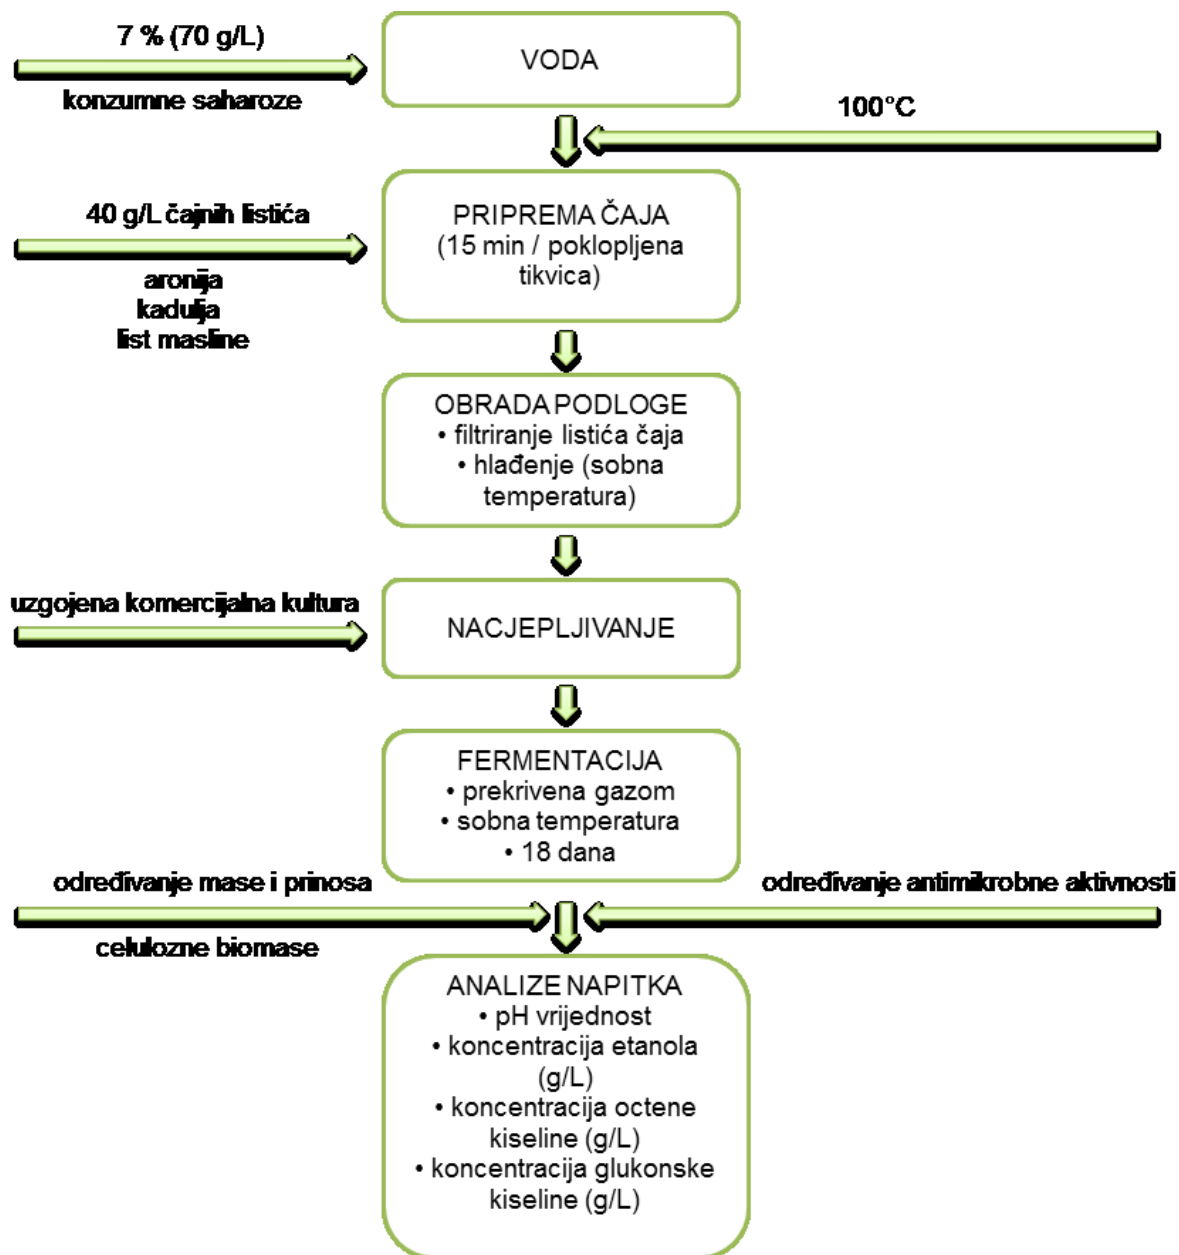 7 % (70 g/L)
konzumne saharoze
VODA
100°C
40 g/L čajnih listića
aronija
kadulja
list masline
PRIPREMA ČAJA
(15 min / poklopljena
tikvica)
OBRADA PODLOGE
• filtriranje listića čaja
• hlađenje (sobna
temperatura)
uzgojena komercijalna kultura
NACJEPLJIVANJE
FERMENTACIJA
• prekrivena gazom
• sobna temperatura
• 18 dana
određivanje mase i prinosa
celulozne biomase
određivanje antimikrobne aktivnosti
ANALIZE NAPITKA
• pH vrijednost
• koncentracija etanola
(g/L)
• koncentracija octene
kiseline (g/L)
• koncentracija glukonske
kiseline (g/L)